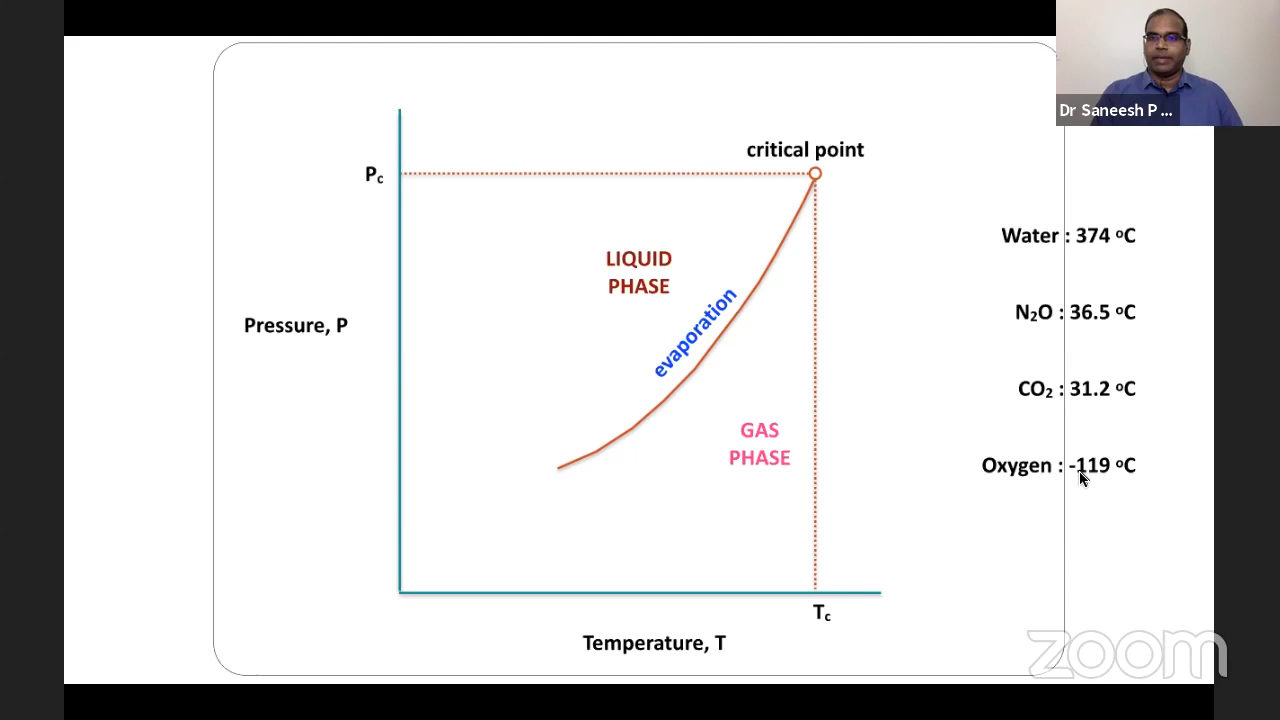 Dr Saneesh P ...
critical point
Pc
Water : 374 ºC
LIQUID
PHASE
evaporation
N₂O : 36.5 ºC
Pressure, P
CO₂ : 31.2 ºC
GAS
PHASE
Oxygen : -119 ºC
Tc
Temperature, T
zoom